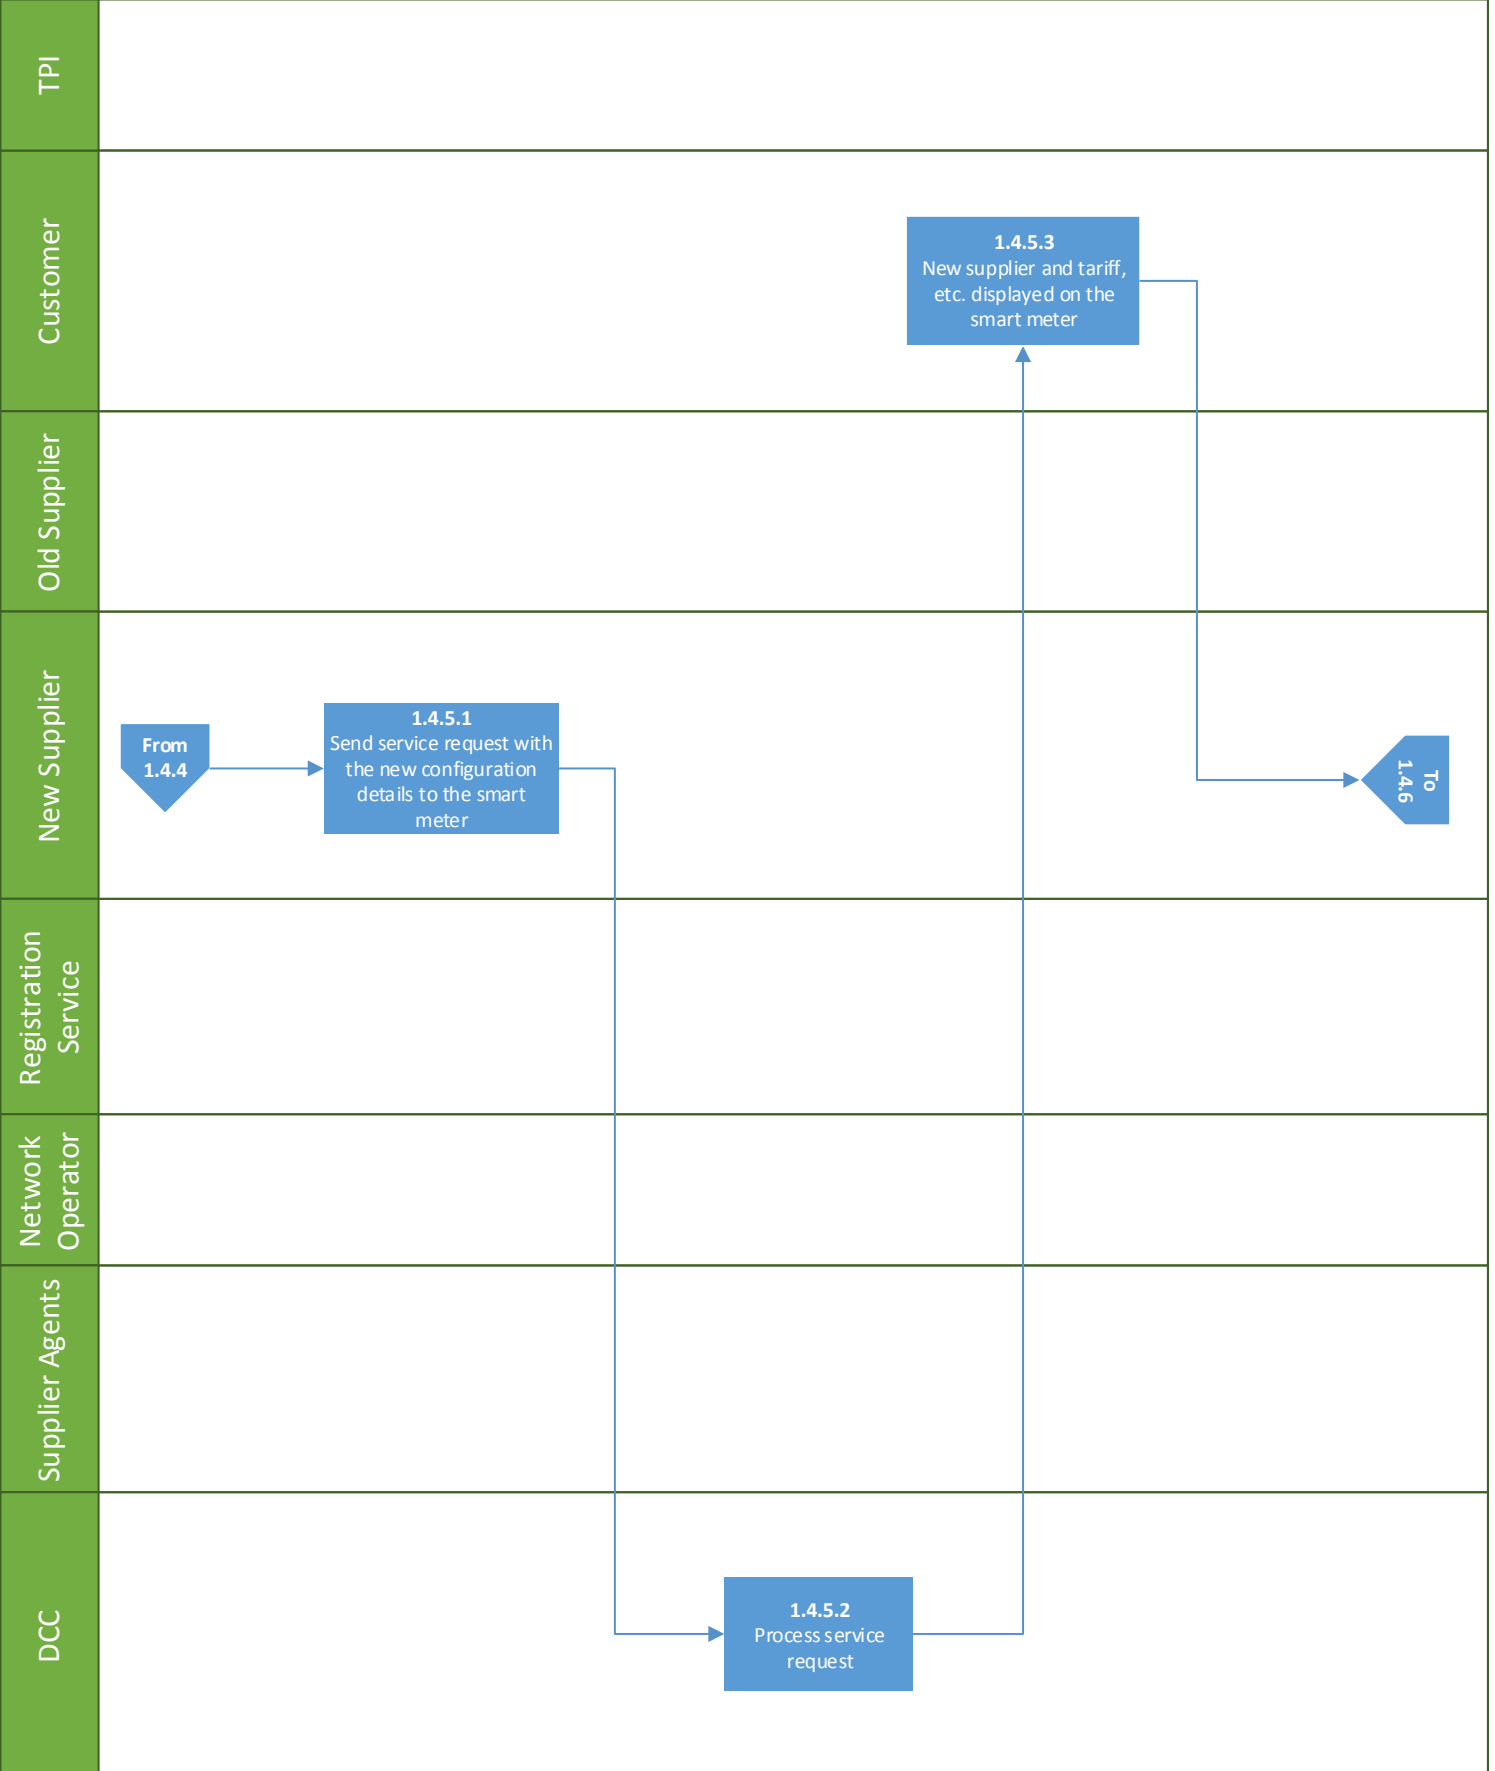 TPI
Customer
1.4.5.3
New supplier and tariff,
etc. displayed on the
smart meter
Old Supplier
New Supplier
From
1.4.4
1.4.5.1
Send service request with
the new configuration
details to the smart
meter
To
1.4.6
Registration
Service
Network
Operator
Supplier Agents
DCC
1.4.5.2
Process service
request